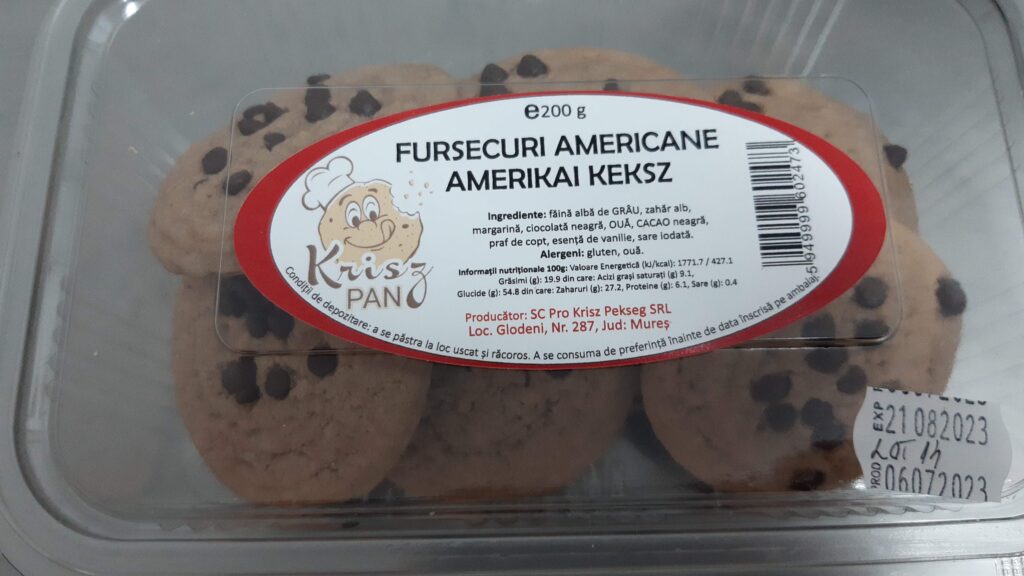 ℮200 g
FURSECURI AMERICANE
AMERIKAI KEKSZ
Ingrediente: făină albă de GRÂU, zahăr alb,
margarină, ciocolată neagră, OUĂ, CACAO neagră,
praf de copt, esență de vanilie, sare iodată.
Alergeni: gluten, ouă.
Informații nutriționale 100g: Valoare Energetică (kJ/kcal): 1771.7 / 427.1
Grăsimi (g): 19.9 din care: Acizi grași saturați (g) 9.1,
Glucide (g): 54.8 din care: Zaharuri (g): 27.2, Proteine (g): 6.1, Sare (g): 0.4
Producător: SC Pro Krisz Pekseg SRL
Loc. Glodeni, Nr. 287, Jud: Mureș
Condiții de depozitare: a se păstra la loc uscat și răcoros. A se consuma de preferință înainte de data înscrisă pe ambalaj
Krisz
PAN
5949999602473
EXP 21082023
LOT 14
PROD 06072023